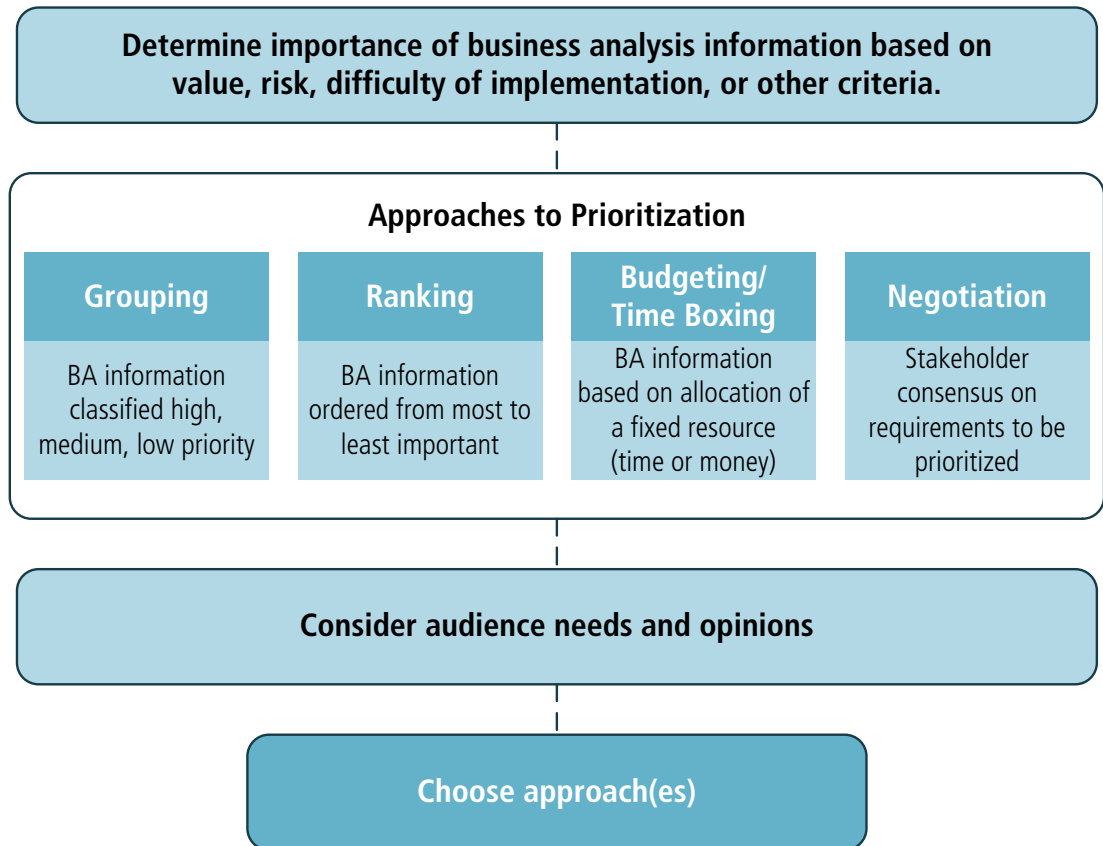 Determine importance of business analysis information based on
value, risk, difficulty of implementation, or other criteria.
Approaches to Prioritization
Grouping
BA information
classified high,
medium, low priority
Ranking
BA information
ordered from most to
least important
Budgeting/
Time Boxing
BA information
based on allocation of
a fixed resource
(time or money)
Negotiation
Stakeholder
consensus on
requirements to be
prioritized
Consider audience needs and opinions
Choose approach(es)